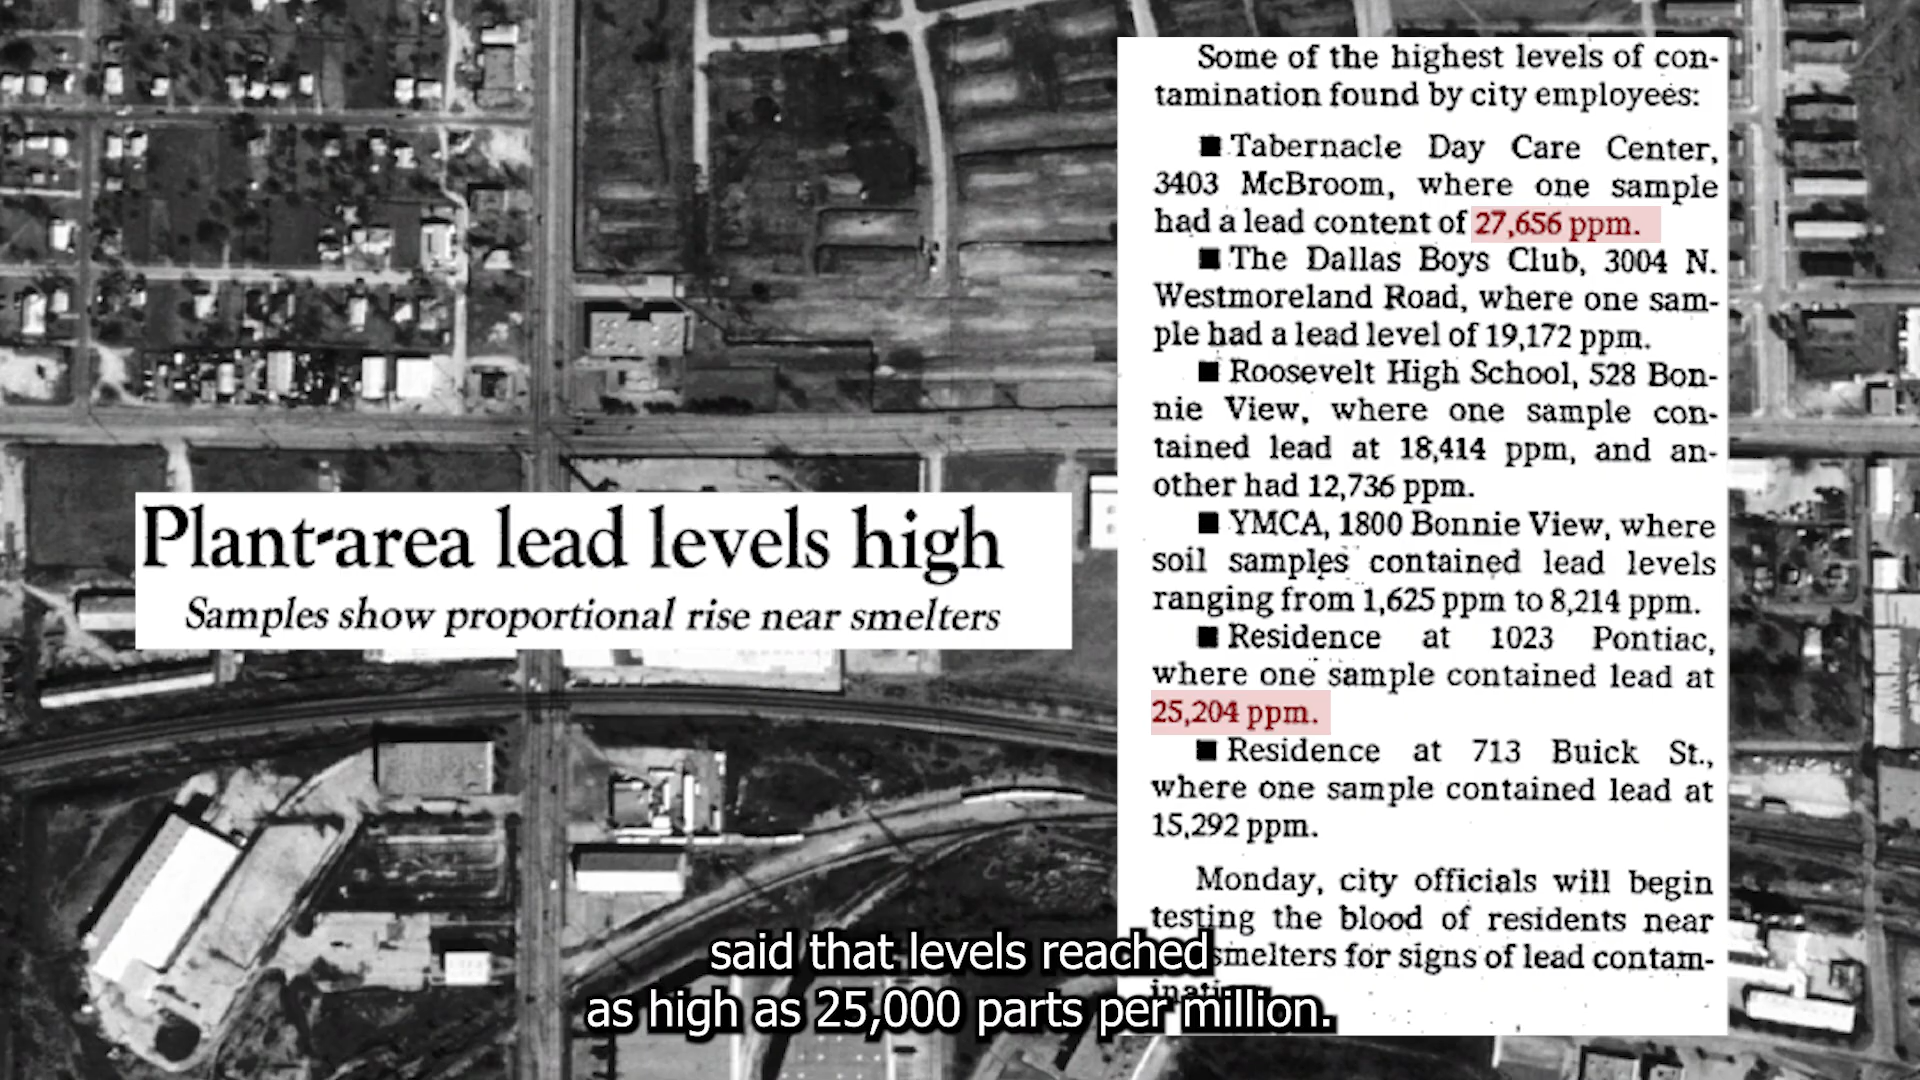 Plant-area lead levels high
Samples show proportional rise near smelters
Some of the highest levels of con-
tamination found by city employees:
■ Tabernacle Day Care Center,
3403 McBroom, where one sample
had a lead content of 27,656 ppm.
■ The Dallas Boys Club, 3004 N.
Westmoreland Road, where one sam-
ple had a lead level of 19,172 ppm.
■ Roosevelt High School, 528 Bon-
nie View, where one sample con-
tained lead at 18,414 ppm, and an-
other had 12,736 ppm.
■ YMCA, 1800 Bonnie View, where
soil samples contained lead levels
ranging from 1,625 ppm to 8,214 ppm.
■ Residence at 1023 Pontiac,
where one sample contained lead at
25,204 ppm.
■ Residence at 713 Buick St.,
where one sample contained lead at
15,292 ppm.
Monday, city officials will begin
testing the blood of residents near
smelters for signs of lead contam-
said that levels reached
as high as 25,000 parts per million.